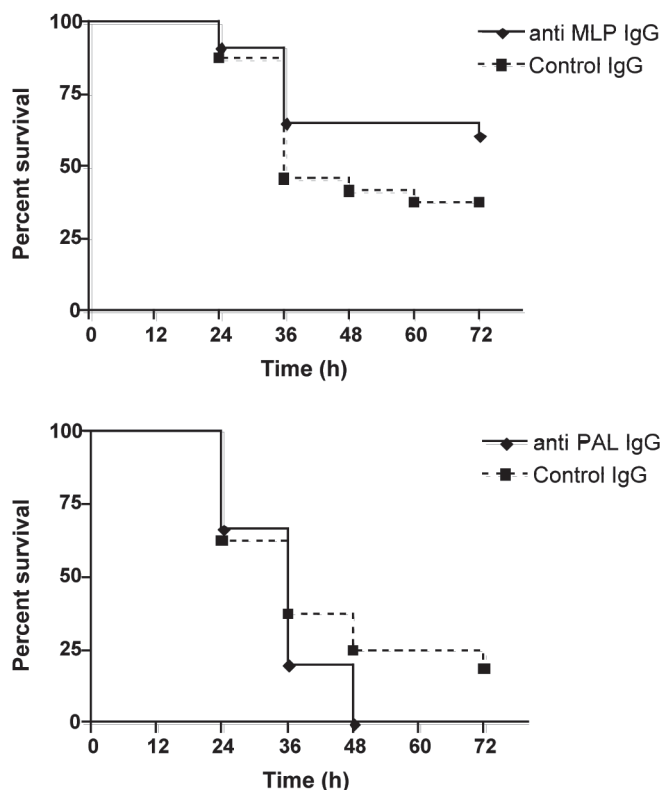 100
75
50
25
0
Percent survival
0 12 24 36 48 60 72
Time (h)
anti MLP IgG
Control IgG
100
75
50
25
0
Percent survival
0 12 24 36 48 60 72
Time (h)
anti PAL IgG
Control IgG